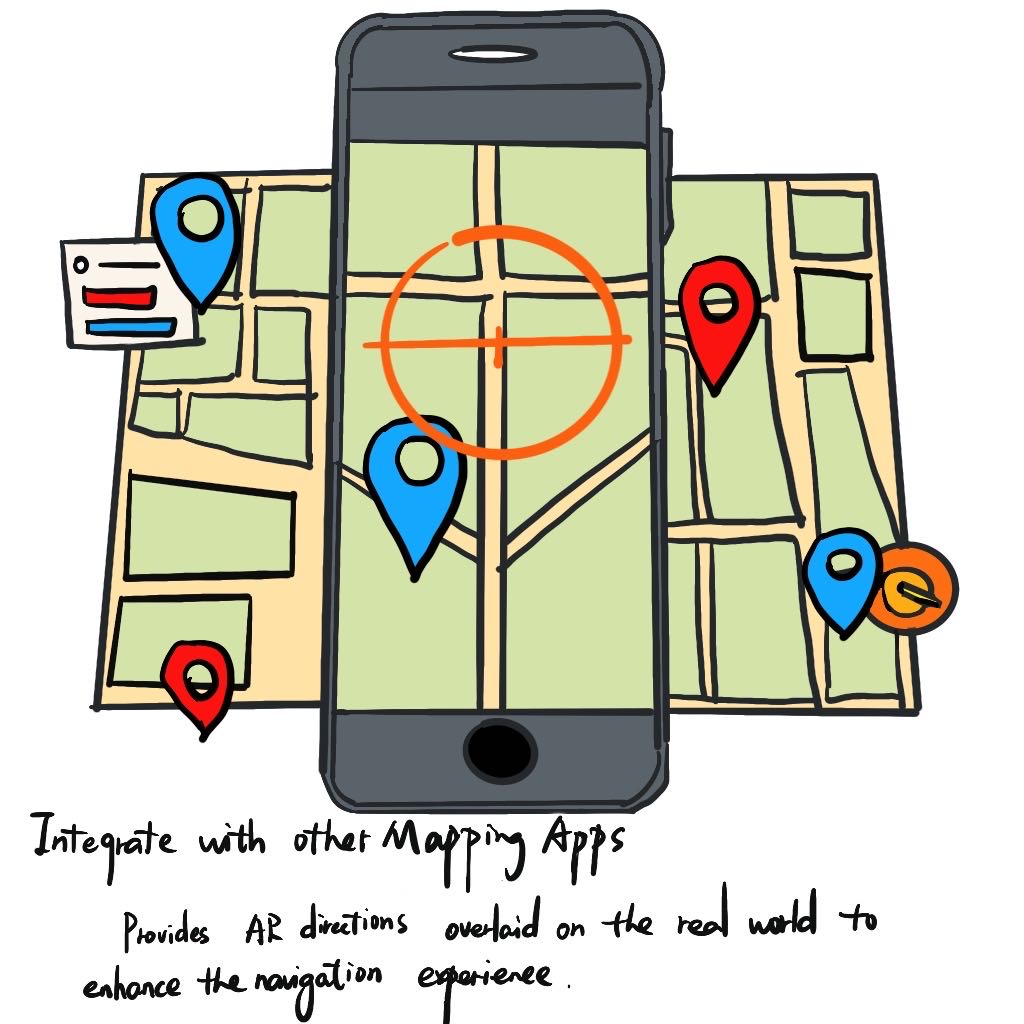 Integrate with other Mapping Apps
Provides AR directions overlaid on the real world to
enhance the navigation experience.